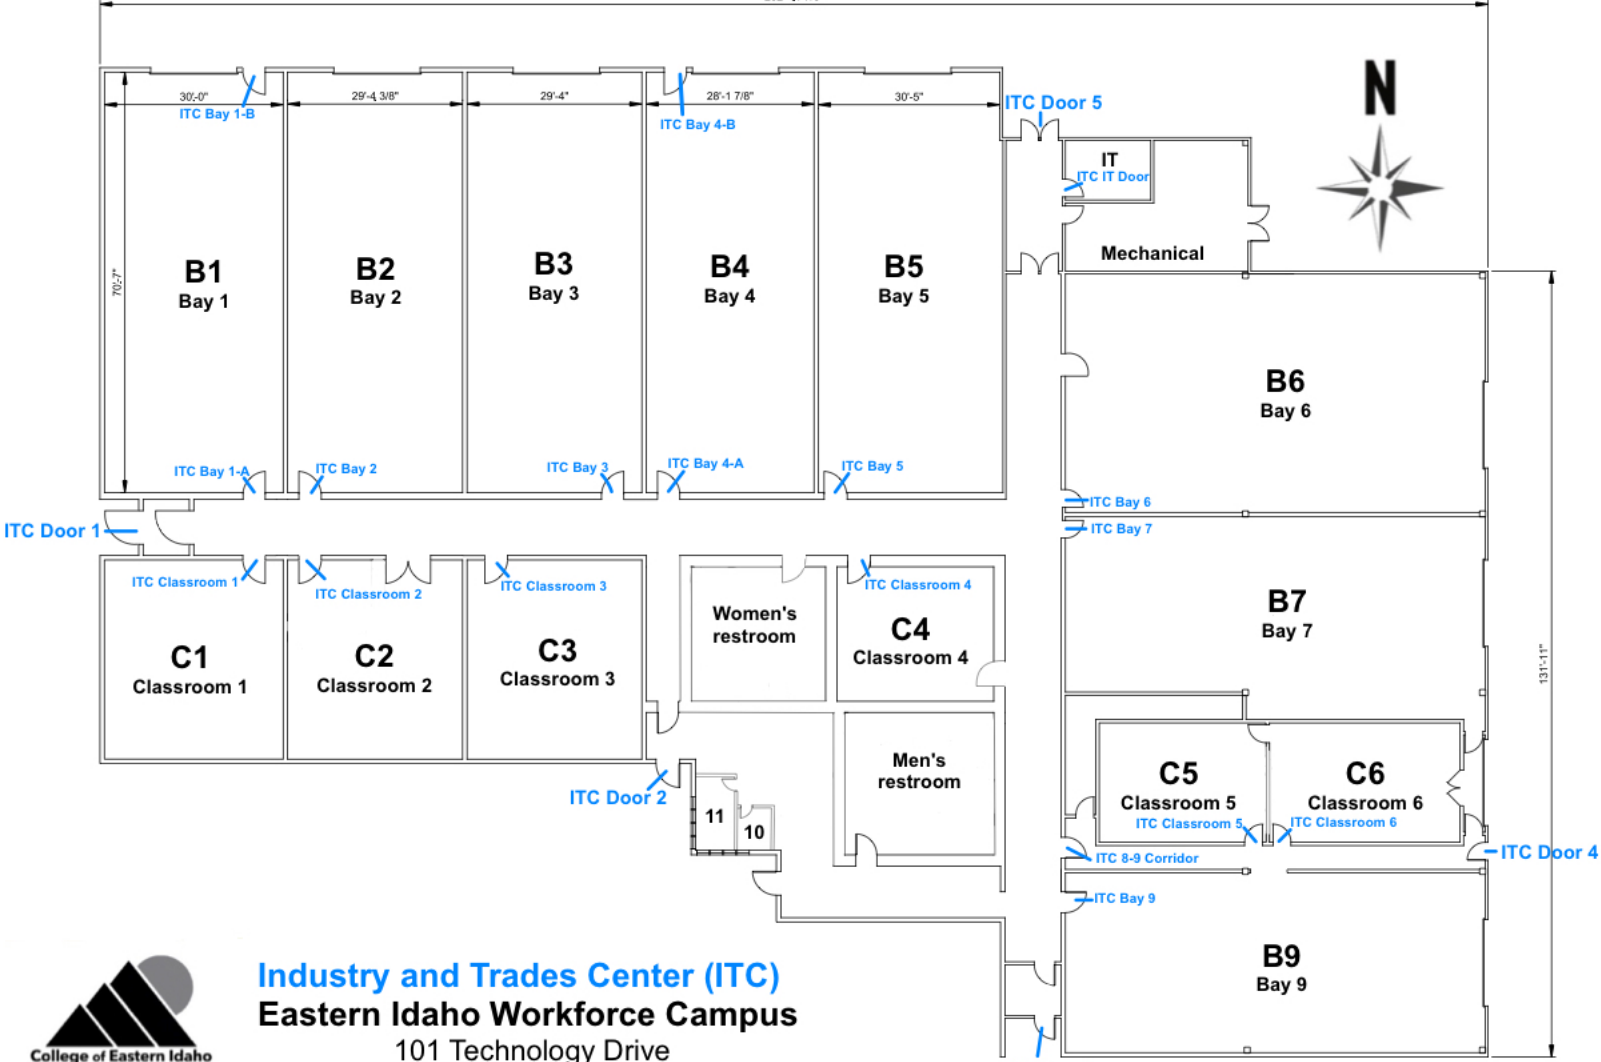 N
30'-0"
29'-4 3/8"
29'-4"
28'-1 7/8"
30'-5"
ITC Door 5
ITC Bay 1-B
ITC Bay 4-B
IT
ITC IT Door
Mechanical
70'-7"
B1
Bay 1
B2
Bay 2
B3
Bay 3
B4
Bay 4
B5
Bay 5
B6
Bay 6
ITC Bay 1-A
ITC Bay 2
ITC Bay 3
ITC Bay 4-A
ITC Bay 5
ITC Bay 6
ITC Door 1
ITC Bay 7
ITC Classroom 1
ITC Classroom 2
ITC Classroom 3
ITC Classroom 4
Women's
restroom
B7
Bay 7
C1
Classroom 1
C2
Classroom 2
C3
Classroom 3
C4
Classroom 4
131'-11"
Men's
restroom
C5
Classroom 5
C6
Classroom 6
ITC Classroom 5
ITC Classroom 6
ITC Door 2
11
10
ITC 8-9 Corridor
ITC Door 4
ITC Bay 9
B9
Bay 9
Industry and Trades Center (ITC)
Eastern Idaho Workforce Campus
101 Technology Drive
College of Eastern Idaho